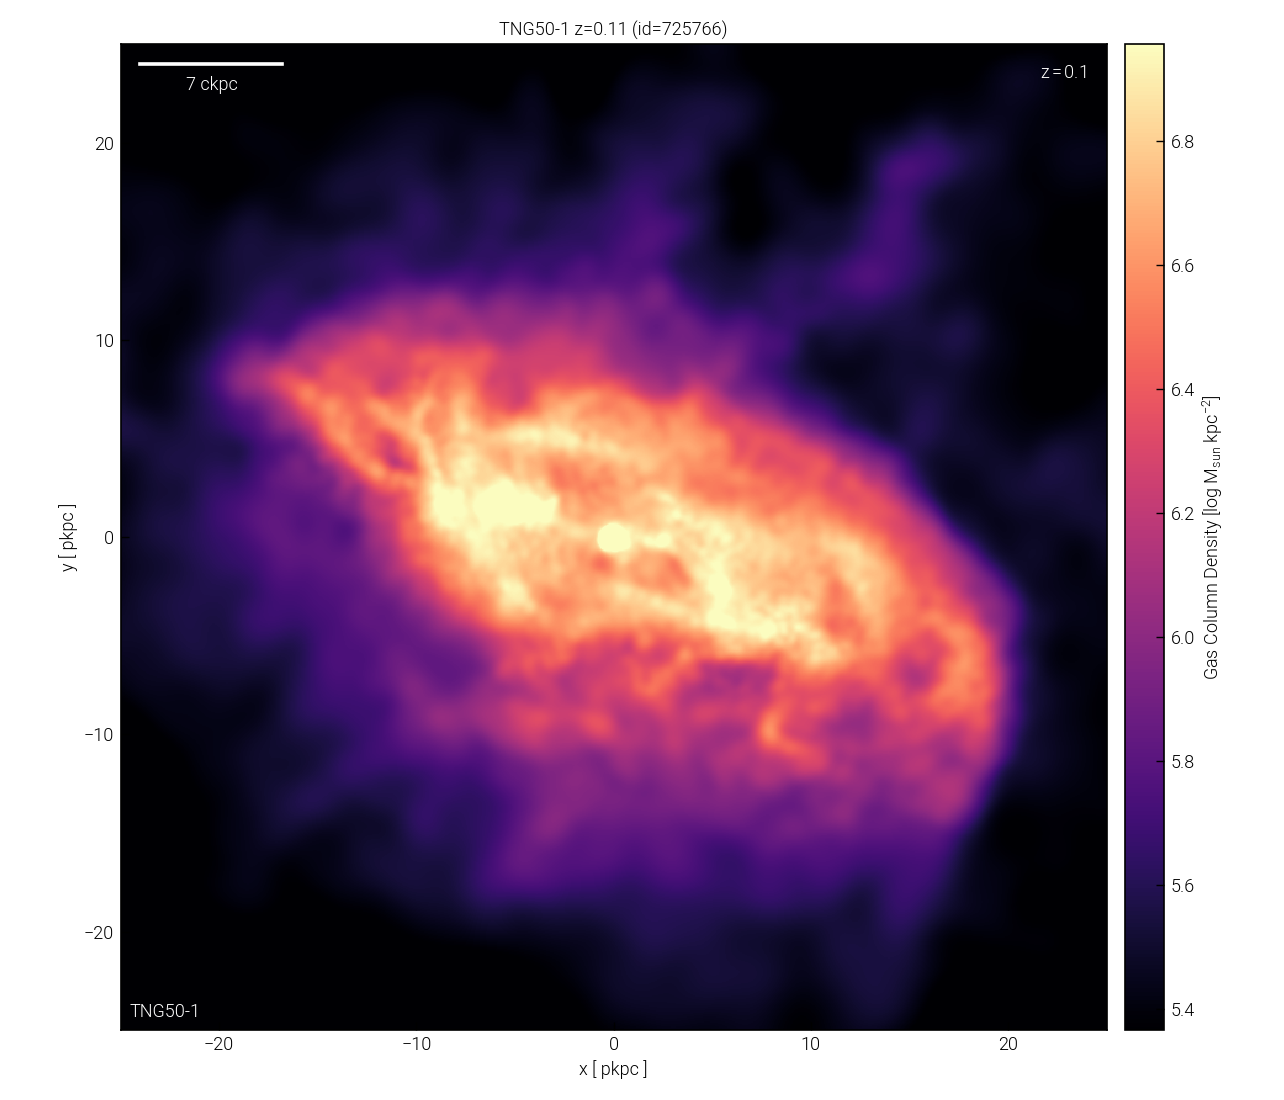 TNG50-1 z=0.11 (id=725766)
7 ckpc
z = 0.1
20
10
0
−10
−20
y [ pkpc ]
TNG50-1
−20
−10
0
10
20
x [ pkpc ]
6.8
6.6
6.4
6.2
6.0
5.8
5.6
5.4
Gas Column Density [log M_sun kpc^−2]